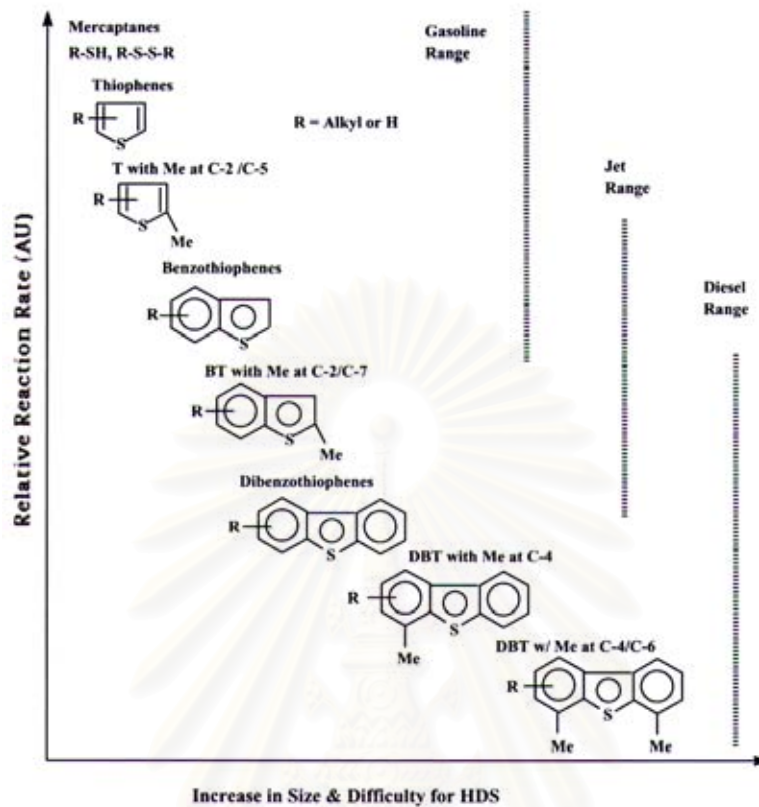 Mercaptanes
R-SH, R-S-S-R
Gasoline
Range
Thiophenes
R
S
R = Alkyl or H
T with Me at C-2 /C-5
R
S
Me
Jet
Range
Benzothiophenes
R
S
Diesel
Range
BT with Me at C-2/C-7
R
S
Me
Dibenzothiophenes
R
S
DBT with Me at C-4
R
S
Me
DBT w/ Me at C-4/C-6
R
S
Me Me
Relative Reaction Rate (AU)
Increase in Size & Difficulty for HDS